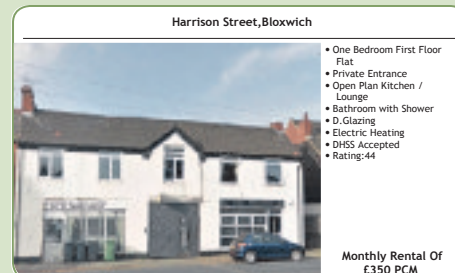 Harrison Street,Bloxwich
• One Bedroom First Floor
Flat
• Private Entrance
• Open Plan Kitchen /
Lounge
• Bathroom with Shower
• D.Glazing
• Electric Heating
• DHSS Accepted
• Rating:44
Monthly Rental Of
£350 PCM